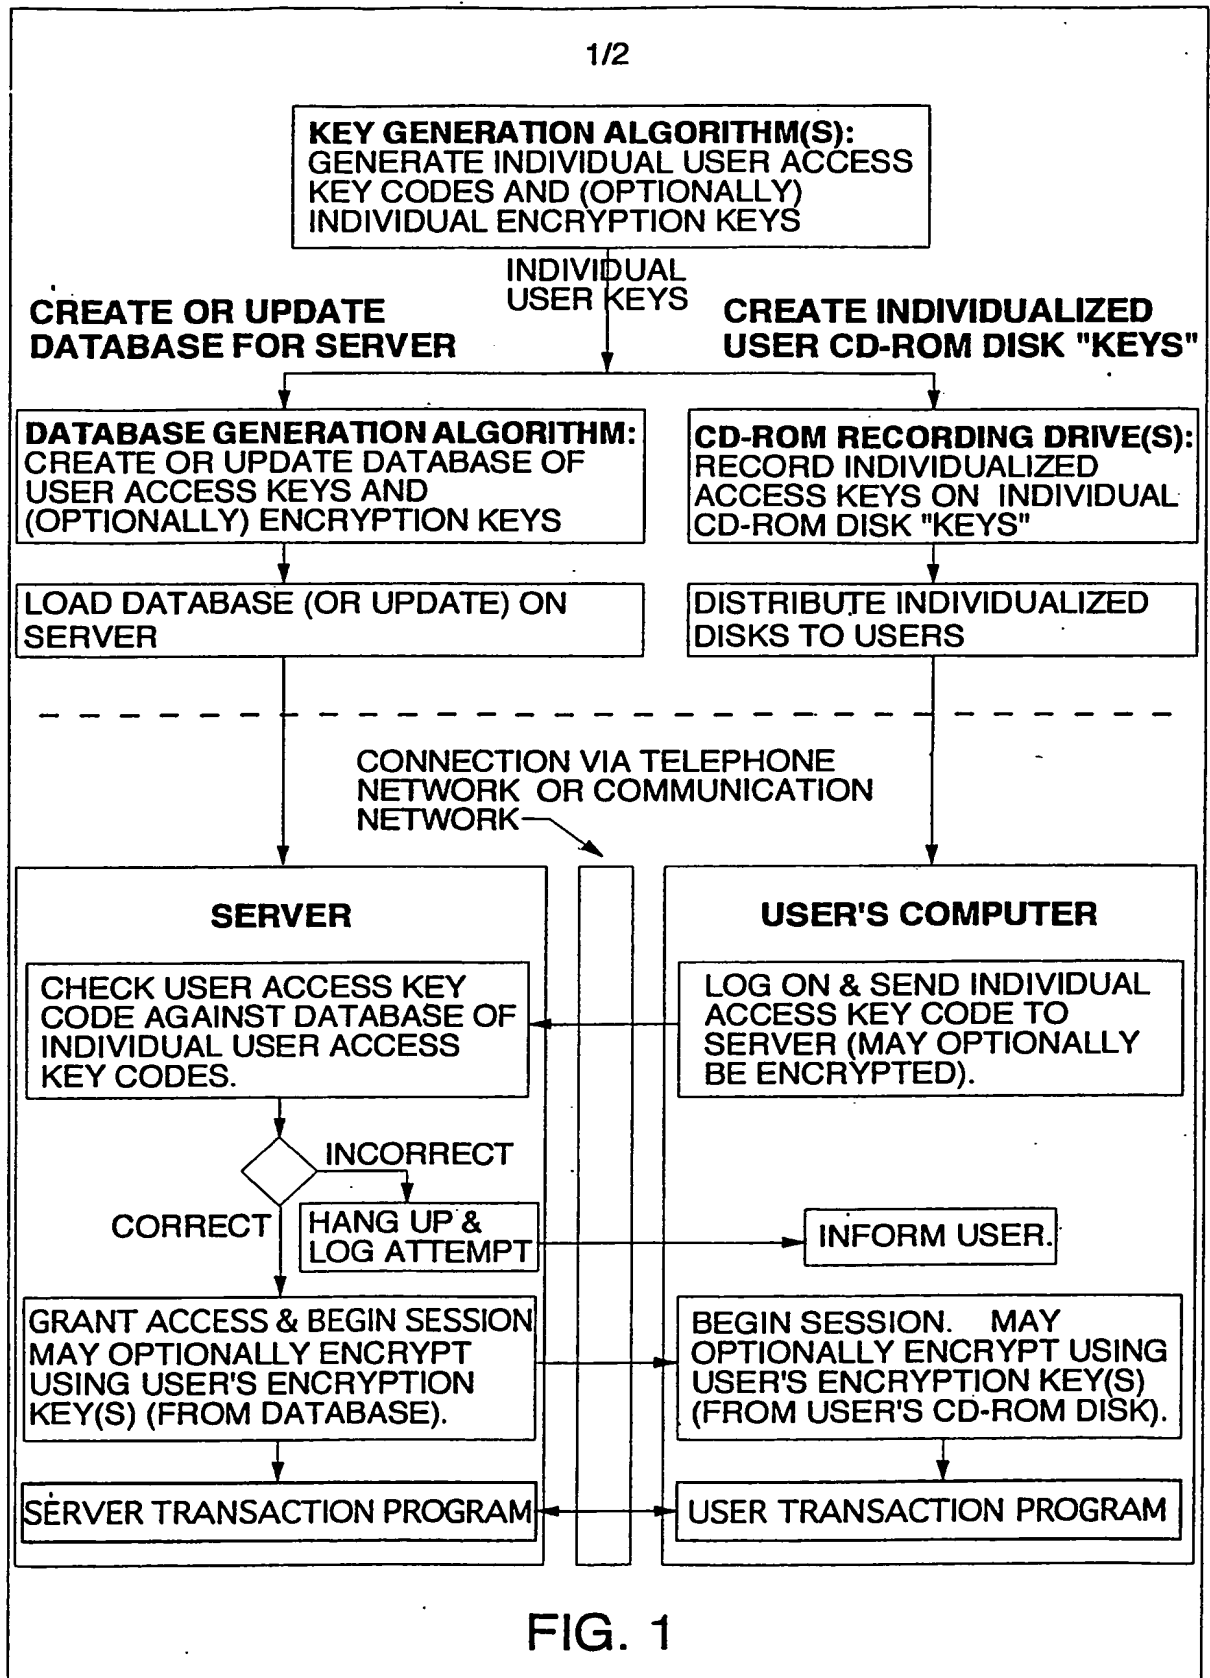 1/2
KEY GENERATION ALGORITHM(S):
GENERATE INDIVIDUAL USER ACCESS
KEY CODES AND (OPTIONALLY)
INDIVIDUAL ENCRYPTION KEYS
INDIVIDUAL
USER KEYS
CREATE OR UPDATE
DATABASE FOR SERVER
CREATE INDIVIDUALIZED
USER CD-ROM DISK "KEYS"
DATABASE GENERATION ALGORITHM:
CREATE OR UPDATE DATABASE OF
USER ACCESS KEYS AND
(OPTIONALLY) ENCRYPTION KEYS
CD-ROM RECORDING DRIVE(S):
RECORD INDIVIDUALIZED
ACCESS KEYS ON INDIVIDUAL
CD-ROM DISK "KEYS"
LOAD DATABASE (OR UPDATE) ON
SERVER
DISTRIBUTE INDIVIDUALIZED
DISKS TO USERS
CONNECTION VIA TELEPHONE
NETWORK OR COMMUNICATION
NETWORK
SERVER
USER'S COMPUTER
CHECK USER ACCESS KEY
CODE AGAINST DATABASE OF
INDIVIDUAL USER ACCESS
KEY CODES.
LOG ON & SEND INDIVIDUAL
ACCESS KEY CODE TO
SERVER (MAY OPTIONALLY
BE ENCRYPTED).
INCORRECT
CORRECT
HANG UP &
LOG ATTEMPT
INFORM USER.
GRANT ACCESS & BEGIN SESSION
MAY OPTIONALLY ENCRYPT
USING USER'S ENCRYPTION
KEY(S) (FROM DATABASE).
BEGIN SESSION. MAY
OPTIONALLY ENCRYPT USING
USER'S ENCRYPTION KEY(S)
(FROM USER'S CD-ROM DISK).
SERVER TRANSACTION PROGRAM
USER TRANSACTION PROGRAM
FIG. 1